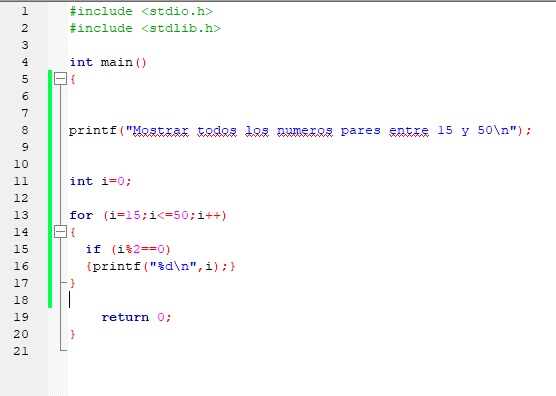 1 #include <stdio.h>
2 #include <stdlib.h>
3
4 int main()
5 {
6
7
8 printf("Mostrar todos los numeros pares entre 15 y 50\n");
9
10
11 int i=0;
12
13 for (i=15;i<=50;i++)
14 {
15 if (i%2==0)
16 {printf("%d\n",i);}
17 }
18
19 return 0;
20 }
21